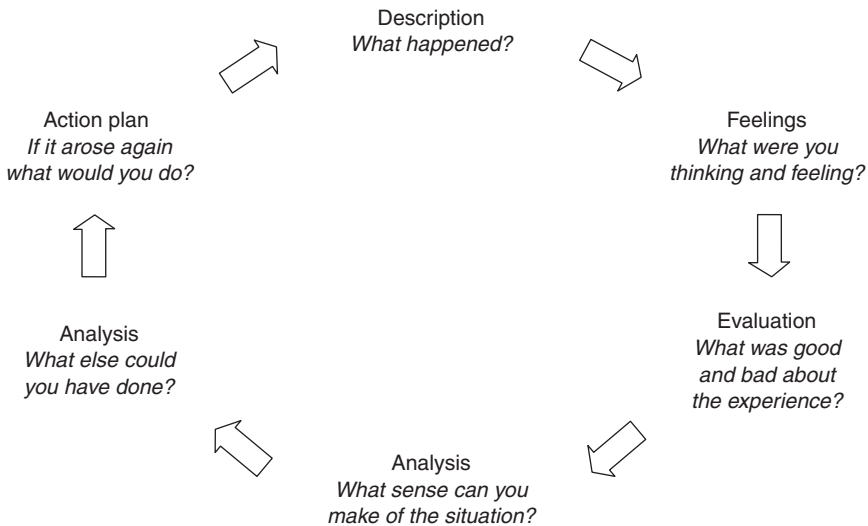 Description
What happened?
Feelings
What were you
thinking and feeling?
Evaluation
What was good
and bad about
the experience?
Analysis
What sense can you
make of the situation?
Analysis
What else could
you have done?
Action plan
If it arose again
what would you do?